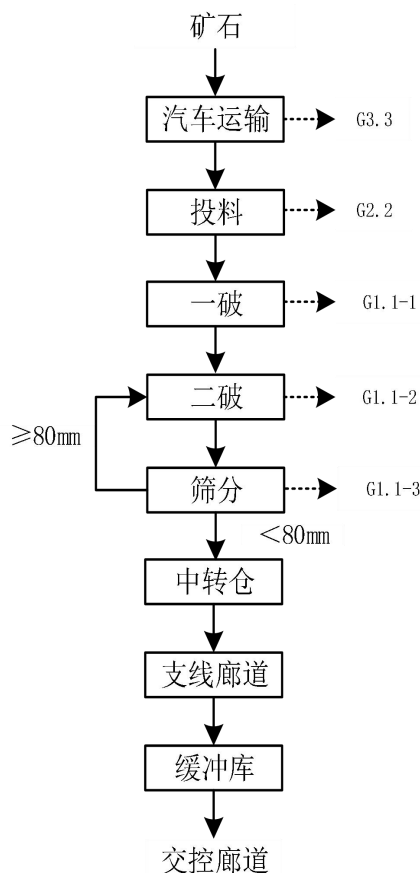 矿石
汽车运输
G3.3
投料
G2.2
一破
G1.1-1
二破
G1.1-2
≥80mm
筛分
G1.1-3
＜80mm
中转仓
支线廊道
缓冲库
交控廊道